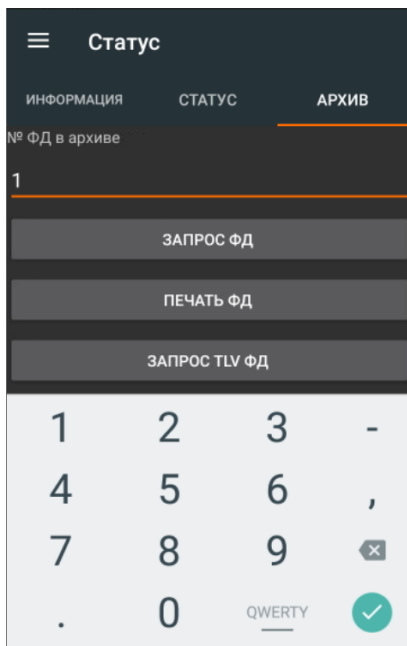 Статус
ИНФОРМАЦИЯ СТАТУС АРХИВ
№ ФД в архиве
1
ЗАПРОС ФД
ПЕЧАТЬ ФД
ЗАПРОС TLV ФД
1 2 3 -
4 5 6 ,
7 8 9
. 0 QWERTY